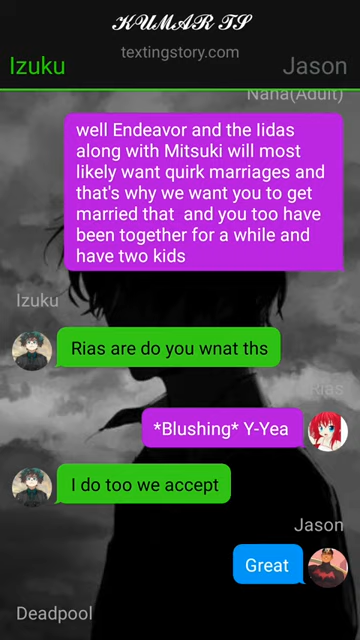 KUMAR TS
textingstory.com
Izuku
Jason
Nana(Adult)
well Endeavor and the Iidas
along with Mitsuki will most
likely want quirk marriages and
that's why we want you to get
married that  and you too have
been together for a while and
have two kids
Izuku
Rias are do you wnat ths
Rias
*Blushing* Y-Yea
I do too we accept
Jason
Great
Deadpool